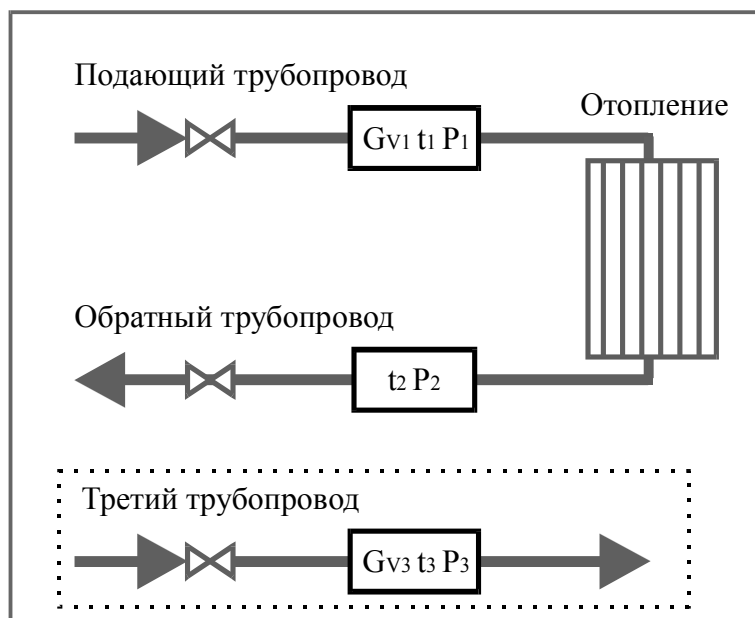 Подающий трубопровод
Отопление
GV1 t1 P1
Обратный трубопровод
t2 P2
Третий трубопровод
GV3 t3 P3